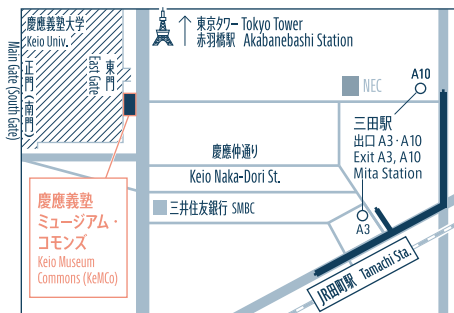 慶應義塾大学
Keio Univ.
正門（南門）
Main Gate (South Gate)
東門
East Gate
東京タワー Tokyo Tower
赤羽橋駅 Akabanebashi Station
NEC
A10
三田駅
出口 A3·A10
Exit A3, A10
Mita Station
慶應仲通り
Keio Naka-Dori St.
三井住友銀行 SMBC
A3
慶應義塾
ミュージアム・
コモンズ
Keio Museum
Commons (KeMCo)
JR田町駅 Tamachi Sta.